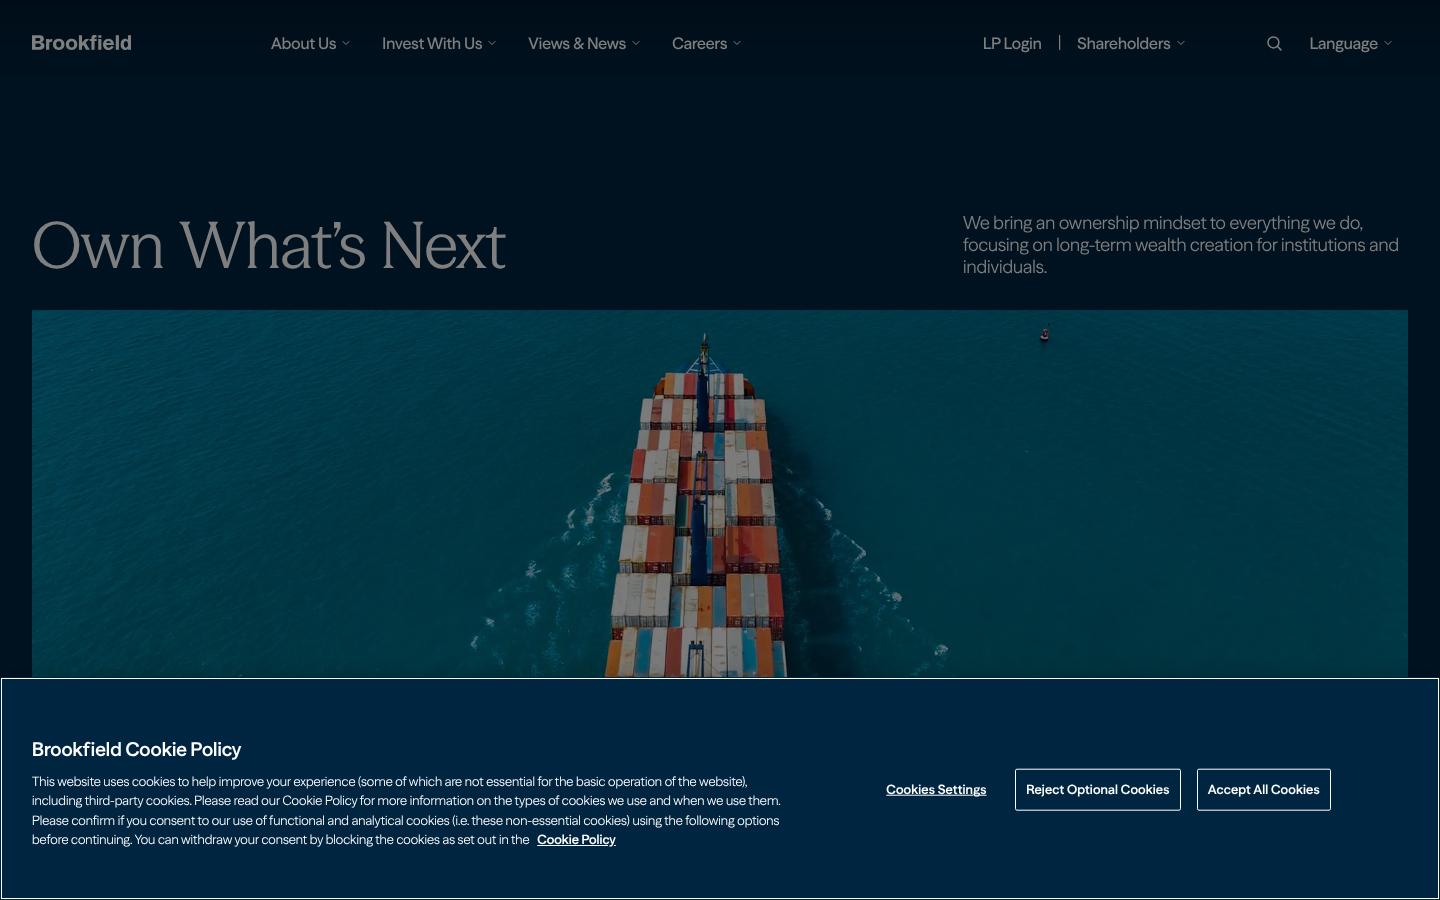 Brookfield
About Us
Invest With Us
Views & News
Careers
LP Login
Shareholders
Language
Own What’s Next
We bring an ownership mindset to everything we do,
focusing on long-term wealth creation for institutions and
individuals.
Brookfield Cookie Policy
This website uses cookies to help improve your experience (some of which are not essential for the basic operation of the website),
including third-party cookies. Please read our Cookie Policy for more information on the types of cookies we use and when we use them.
Please confirm if you consent to our use of functional and analytical cookies (i.e. these non-essential cookies) using the following options
before continuing. You can withdraw your consent by blocking the cookies as set out in the Cookie Policy
Cookies Settings
Reject Optional Cookies
Accept All Cookies